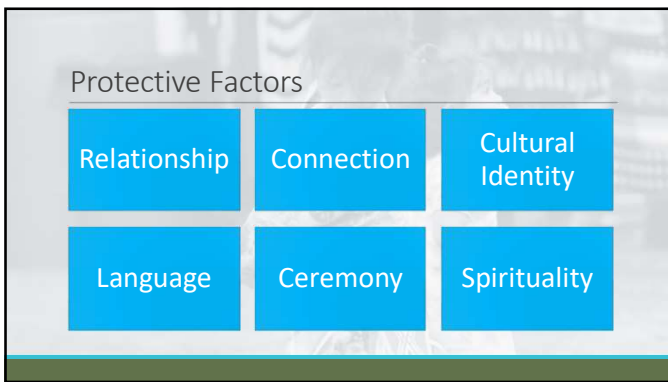 Protective Factors
Relationship
Connection
Cultural
Identity
Language
Ceremony
Spirituality